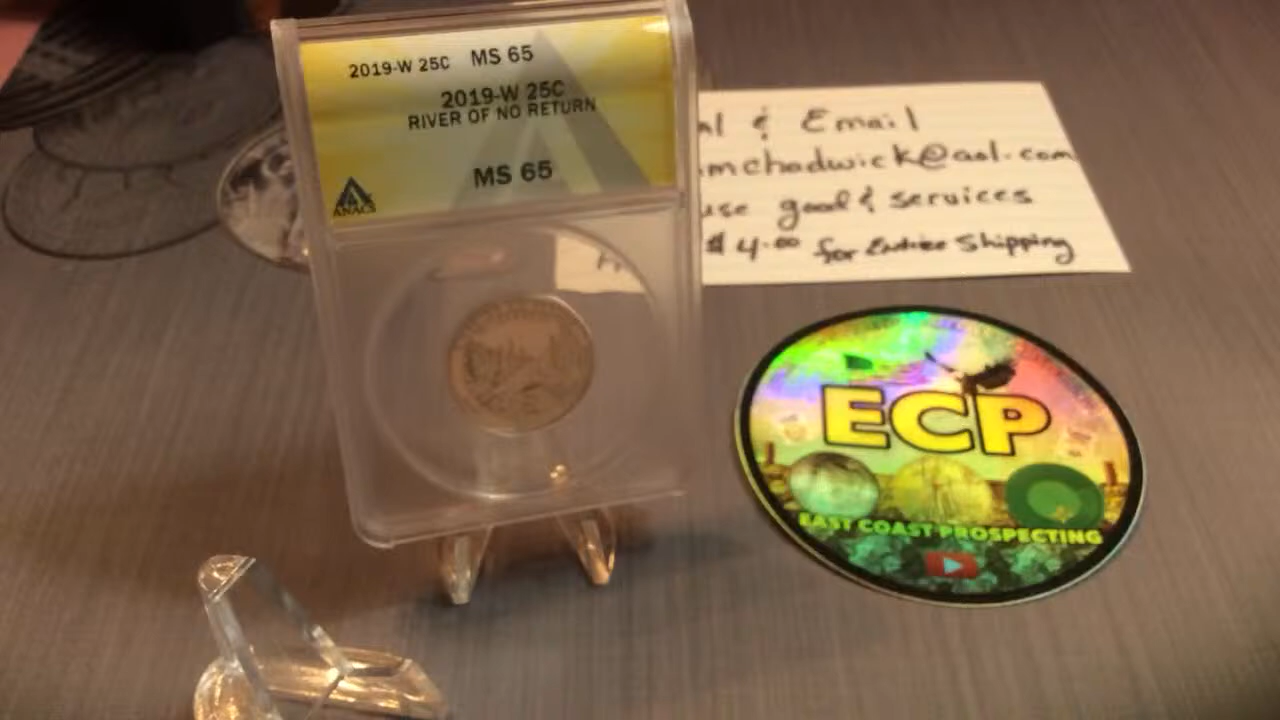 2019-W 25C MS 65
2019-W 25C
RIVER OF NO RETURN
MS 65
ANACS
& Email
mchadwick@aol.com
use good & services
$4.00 for Entire Shipping
ECP
EAST COAST PROSPECTING